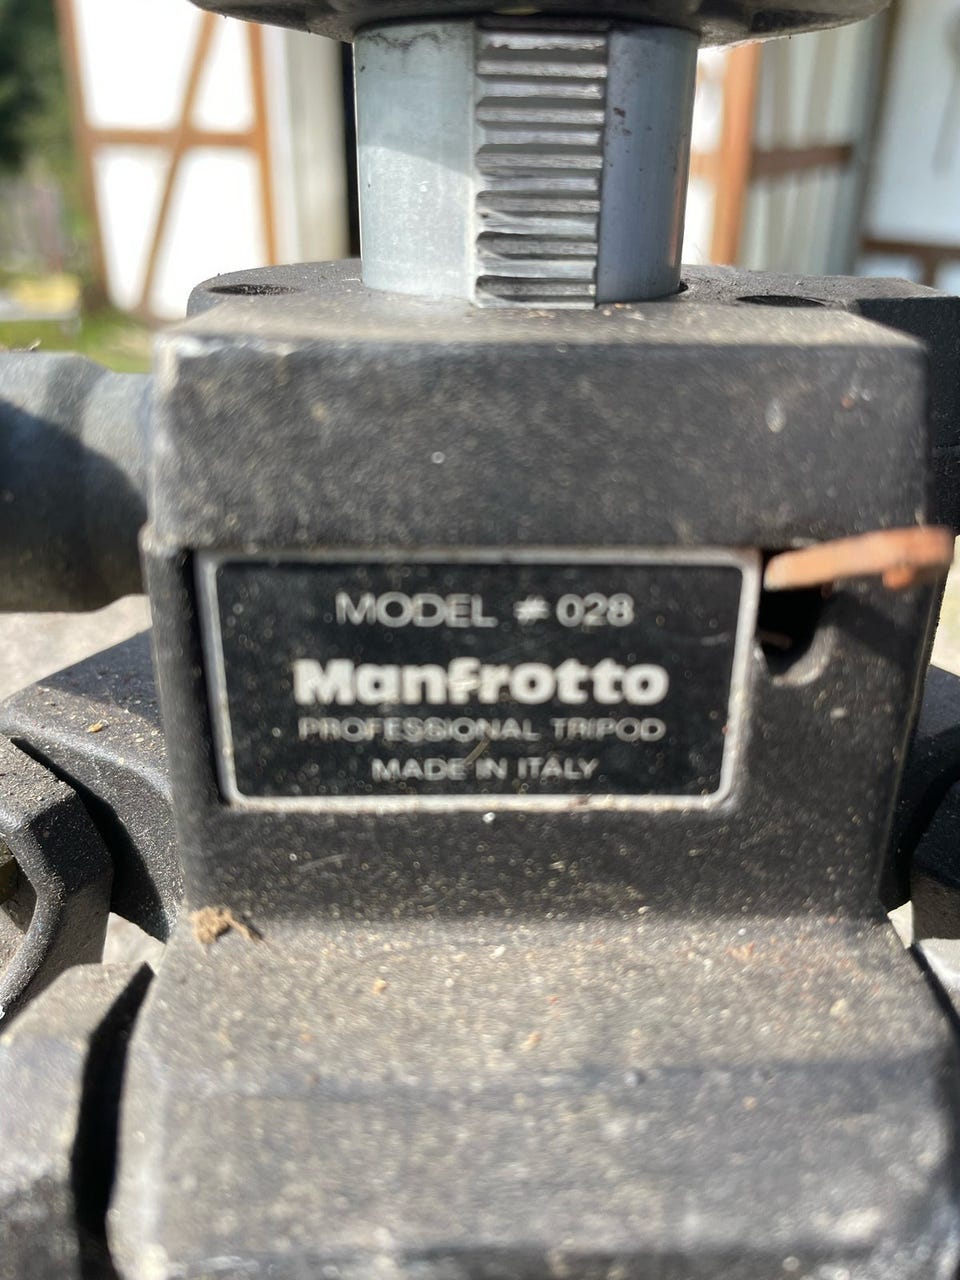 MODEL # 028
Manfrotto
PROFESSIONAL TRIPOD
MADE IN ITALY